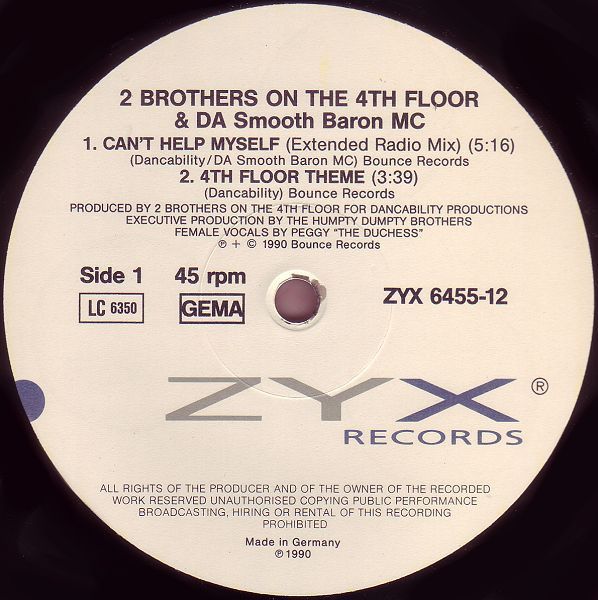 2 BROTHERS ON THE 4TH FLOOR
& DA Smooth Baron MC
1. CAN'T HELP MYSELF (Extended Radio Mix) (5:16)
(Dancability/DA Smooth Baron MC) Bounce Records
2. 4TH FLOOR THEME (3:39)
(Dancability) Bounce Records
PRODUCED BY 2 BROTHERS ON THE 4TH FLOOR FOR DANCABILITY PRODUCTIONS
EXECUTIVE PRODUCTION BY THE HUMPTY DUMPTY BROTHERS
FEMALE VOCALS BY PEGGY "THE DUCHESS"
℗ + © 1990 Bounce Records
Side 1 45 rpm
LC 6350 GEMA ZYX 6455-12
ZYX ®
RECORDS
ALL RIGHTS OF THE PRODUCER AND OF THE OWNER OF THE RECORDED
WORK RESERVED UNAUTHORISED COPYING PUBLIC PERFORMANCE
BROADCASTING, HIRING OR RENTAL OF THIS RECORDING
PROHIBITED
Made in Germany
℗ 1990